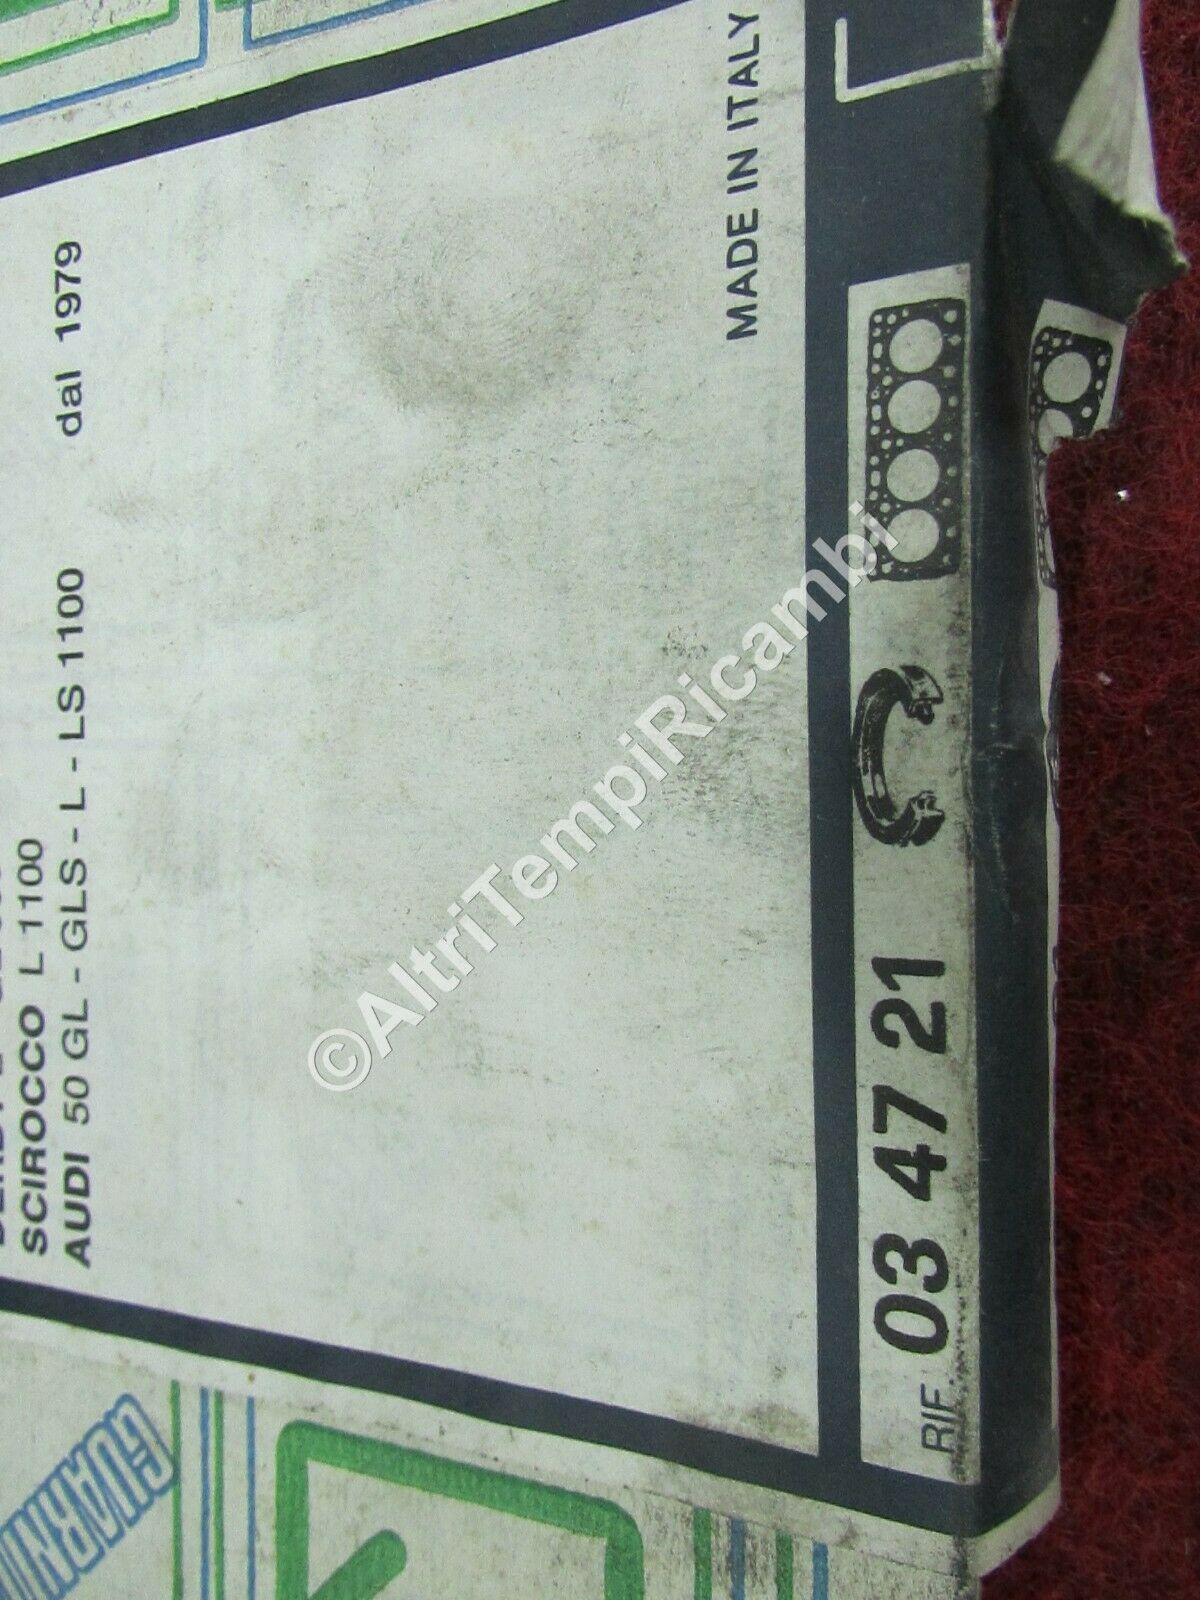 SCIROCCO L 1100
AUDI 50 GL - GLS - L - LS 1100 dal 1979
MADE IN ITALY
RIF. 03 47 21
©AltriTempiRicambi